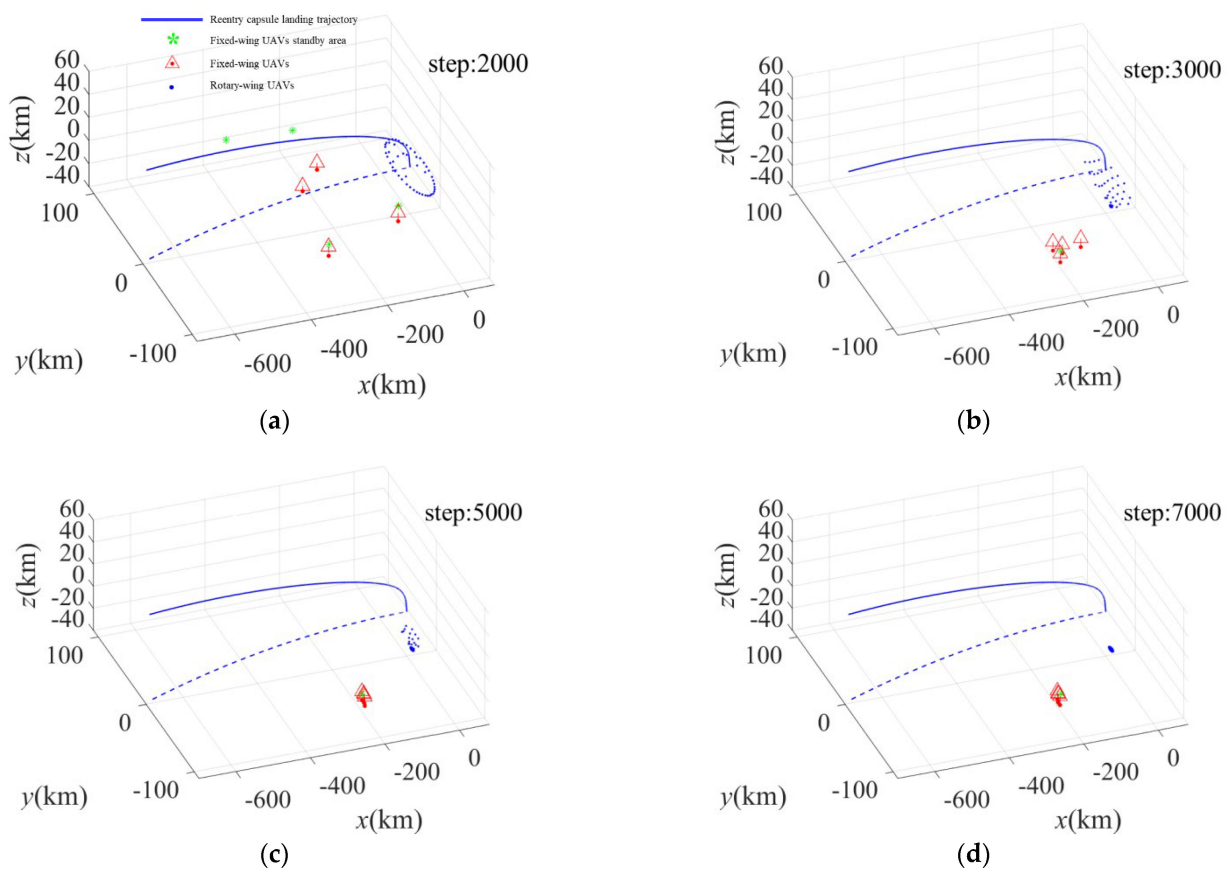 Reentry capsule landing trajectory
Fixed-wing UAVs standby area
Fixed-wing UAVs
Rotary-wing UAVs
step:2000
z(km)
60
40
20
0
-20
-40
100
0
-100
y(km)
-600
-400
-200
0
x(km)
(a)
step:3000
z(km)
60
40
20
0
-20
-40
100
0
-100
y(km)
-600
-400
-200
0
x(km)
(b)
step:5000
z(km)
60
40
20
0
-20
-40
100
0
-100
y(km)
-600
-400
-200
0
x(km)
(c)
step:7000
z(km)
60
40
20
0
-20
-40
100
0
-100
y(km)
-600
-400
-200
0
x(km)
(d)